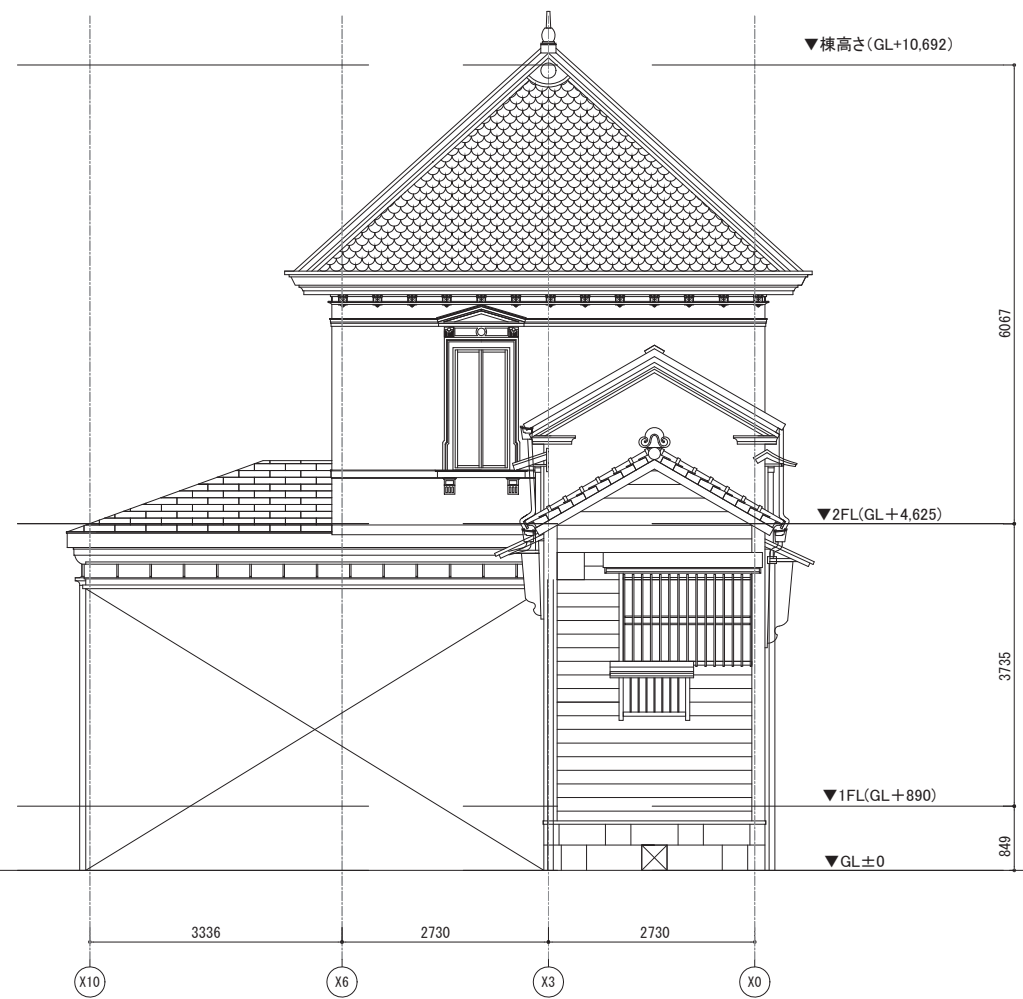 ▼棟高さ(GL+10,692)
6067
▼2FL(GL+4,625)
3735
▼1FL(GL+890)
849
▼GL±0
3336
2730
2730
X10
X6
X3
X0